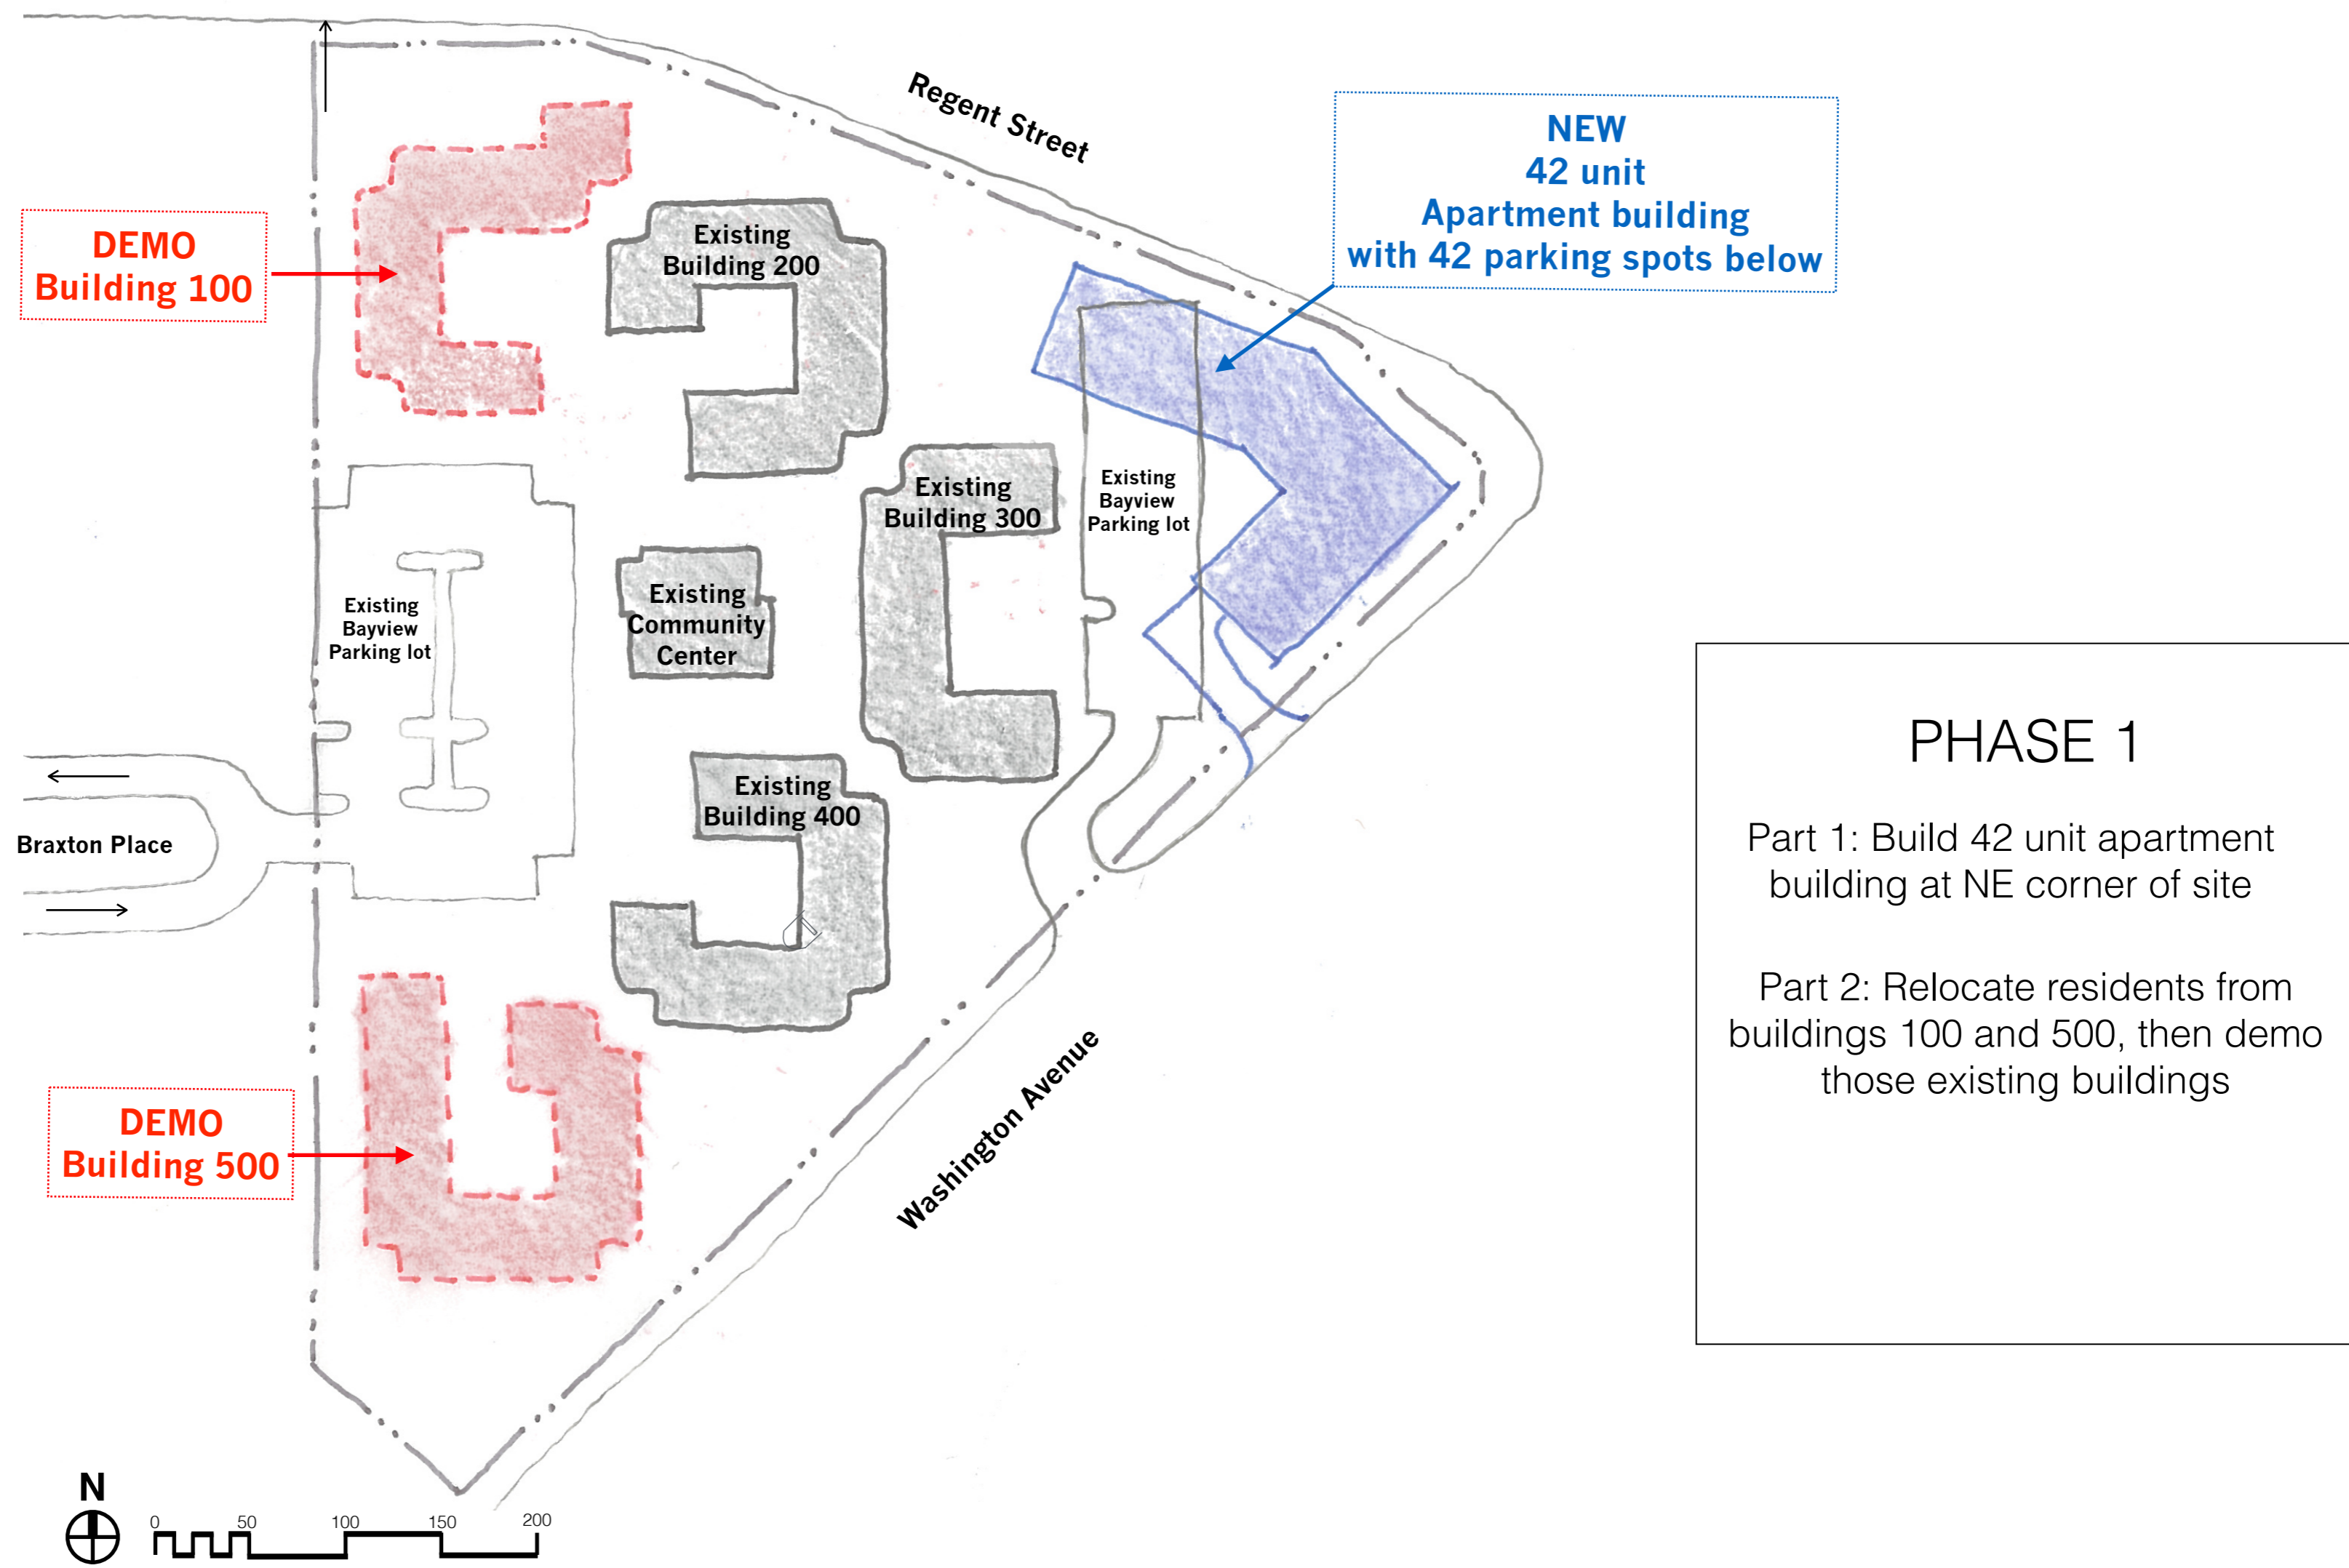 Regent Street
NEW
42 unit
Apartment building
with 42 parking spots below
DEMO
Building 100
Existing
Building 200
Existing
Building 300
Existing
Bayview
Parking lot
Existing
Bayview
Parking lot
Existing
Community
Center
Existing
Building 400
Braxton Place
DEMO
Building 500
Washington Avenue
PHASE 1
Part 1: Build 42 unit apartment
building at NE corner of site
Part 2: Relocate residents from
buildings 100 and 500, then demo
those existing buildings
N
0 50 100 150 200